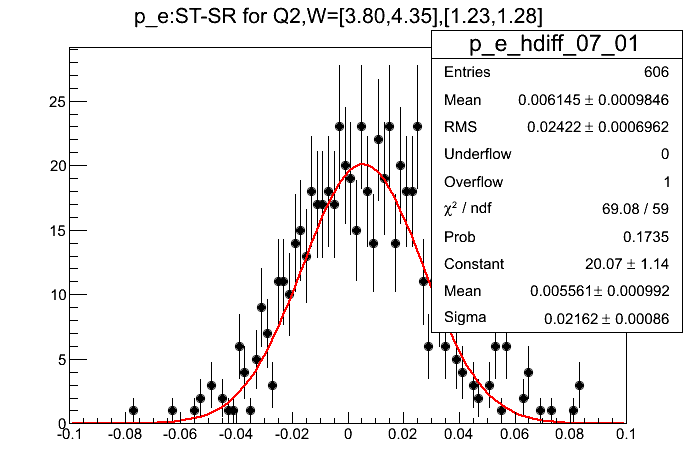 p_e:ST-SR for Q2,W=[3.80,4.35],[1.23,1.28]
p_e_hdiff_07_01
Entries 606
Mean 0.006145 ± 0.0009846
RMS 0.02422 ± 0.0006962
Underflow 0
Overflow 1
χ² / ndf 69.08 / 59
Prob 0.1735
Constant 20.07 ± 1.14
Mean 0.005561 ± 0.000992
Sigma 0.02162 ± 0.00086
25
20
15
10
5
0
-0.1 -0.08 -0.06 -0.04 -0.02 0 0.02 0.04 0.06 0.08 0.1